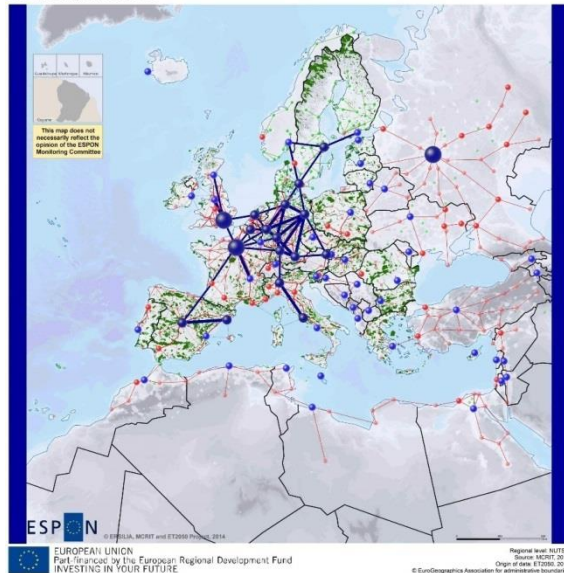 Guadeloupe Martinique Réunion
Guyane
This map does not
necessarily reflect the
opinion of the ESPON
Monitoring Committee
ESPON
© EPSILIA, MCRIT and ET2050 Project, 2014
EUROPEAN UNION
Part-financed by the European Regional Development Fund
INVESTING IN YOUR FUTURE
Regional level: NUTS
Source: MCRIT, 20
Origin of data: ET2050, 20
© EuroGeographics Association for administrative boundari